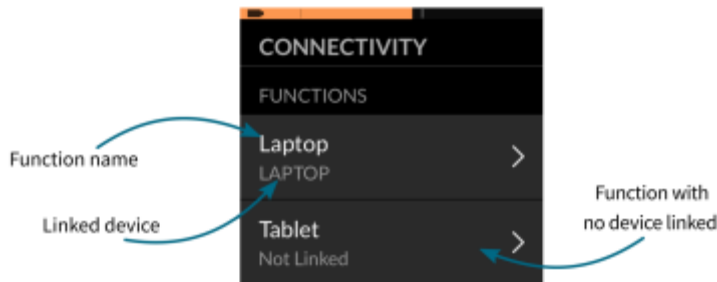 CONNECTIVITY
FUNCTIONS
Laptop
LAPTOP
Tablet
Not Linked
Function name
Linked device
Function with
no device linked